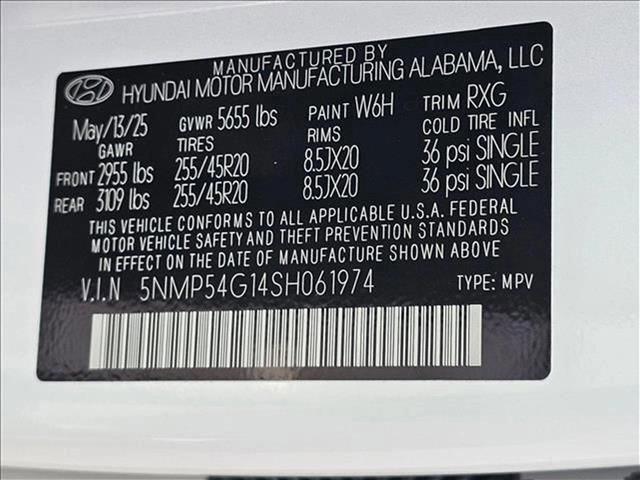 MANUFACTURED BY
HYUNDAI MOTOR MANUFACTURING ALABAMA, LLC
May/13/25 GVWR 5655 lbs PAINT W6H TRIM RXG
GAWR TIRES RIMS COLD TIRE INFL
FRONT 2955 lbs 255/45R20 8.5JX20 36 psi SINGLE
REAR 3109 lbs 255/45R20 8.5JX20 36 psi SINGLE
THIS VEHICLE CONFORMS TO ALL APPLICABLE U.S.A. FEDERAL
MOTOR VEHICLE SAFETY AND THEFT PREVENTION STANDARDS
IN EFFECT ON THE DATE OF MANUFACTURE SHOWN ABOVE
V.I.N 5NMP54G14SH061974 TYPE: MPV